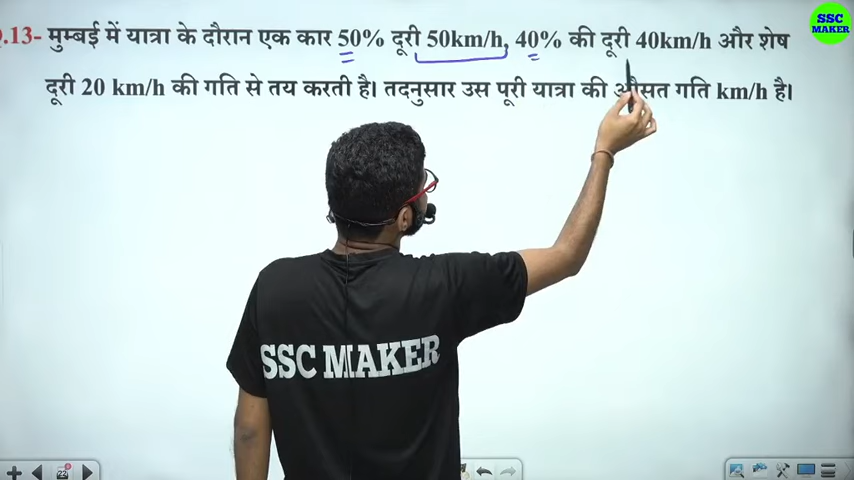 .13- मुम्बई में यात्रा के दौरान एक कार 50% दूरी 50km/h, 40% की दूरी 40km/h और शेष
दूरी 20 km/h की गति से तय करती है। तद्नुसार उस पूरी यात्रा की औसत गति km/h है।
SSC
MAKER
SSC MAKER